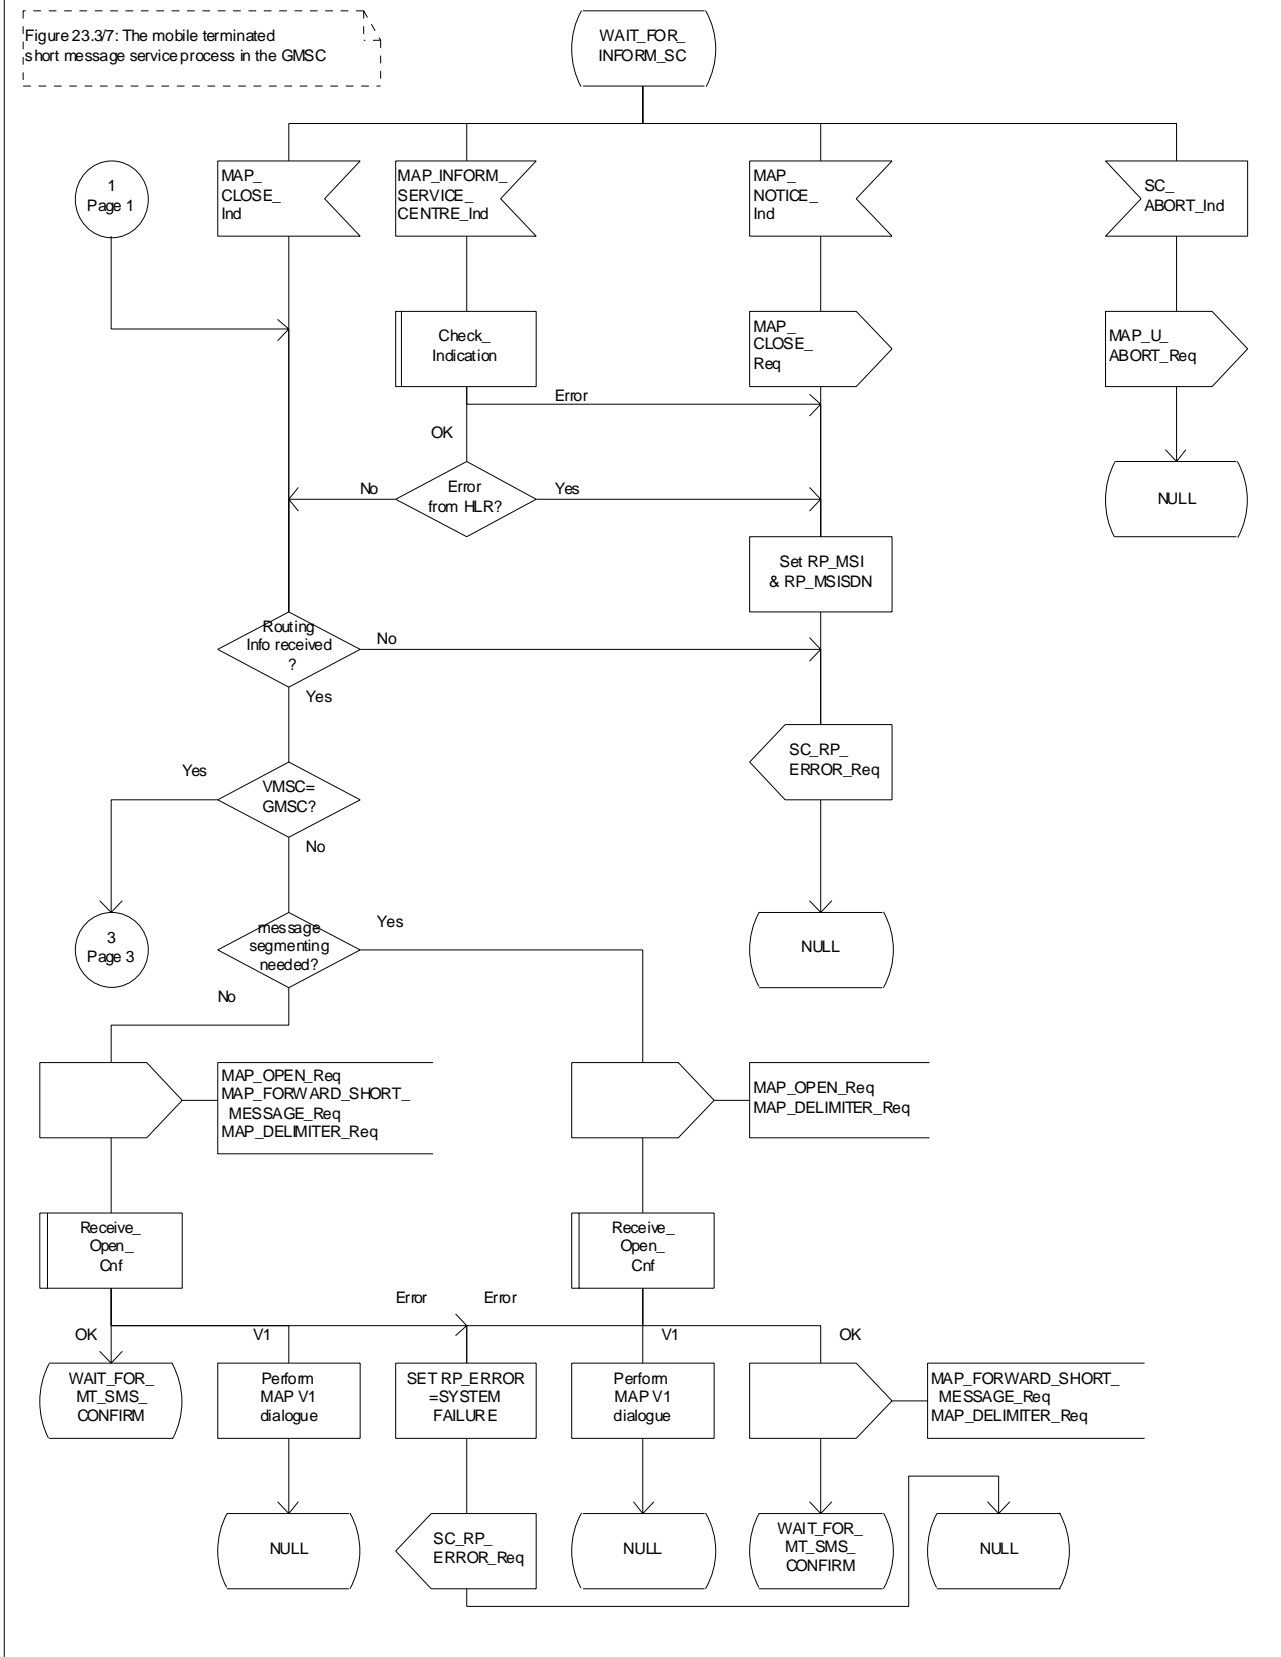 Figure 23.3/7: The mobile terminated
short message service process in the GMSC
WAIT_FOR_
INFORM_SC
1
Page 1
MAP_
CLOSE_
Ind
MAP_INFORM_
SERVICE_
CENTRE_Ind
MAP_
NOTICE_
Ind
SC_
ABORT_Ind
Check_
Indication
MAP_
CLOSE_
Req
MAP_U_
ABORT_Req
Error
OK
No
Error
from HLR?
Yes
NULL
Set RP_MSI
& RP_MSISDN
Routing
Info received
?
No
Yes
SC_RP_
ERROR_Req
Yes
VMSC=
GMSC?
No
3
Page 3
message
segmenting
needed?
Yes
NULL
No
MAP_OPEN_Req
MAP_FORWARD_SHORT_
MESSAGE_Req
MAP_DELIMITER_Req
MAP_OPEN_Req
MAP_DELIMITER_Req
Receive_
Open_
Cnf
Receive_
Open_
Cnf
Error
Error
OK
V1
V1
OK
WAIT_FOR_
MT_SMS_
CONFIRM
Perform
MAP V1
dialogue
SET RP_ERROR
=SYSTEM
FAILURE
Perform
MAP V1
dialogue
MAP_FORWARD_SHORT_
MESSAGE_Req
MAP_DELIMITER_Req
NULL
SC_RP_
ERROR_Req
NULL
WAIT_FOR_
MT_SMS_
CONFIRM
NULL